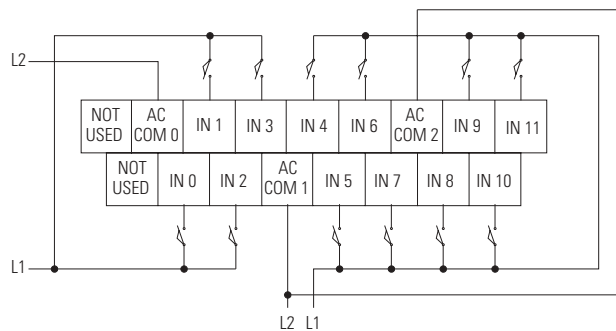 L2
NOT USED AC COM 0 IN 1 IN 3 IN 4 IN 6 AC COM 2 IN 9 IN 11
NOT USED IN 0 IN 2 AC COM 1 IN 5 IN 7 IN 8 IN 10
L1
L2 L1